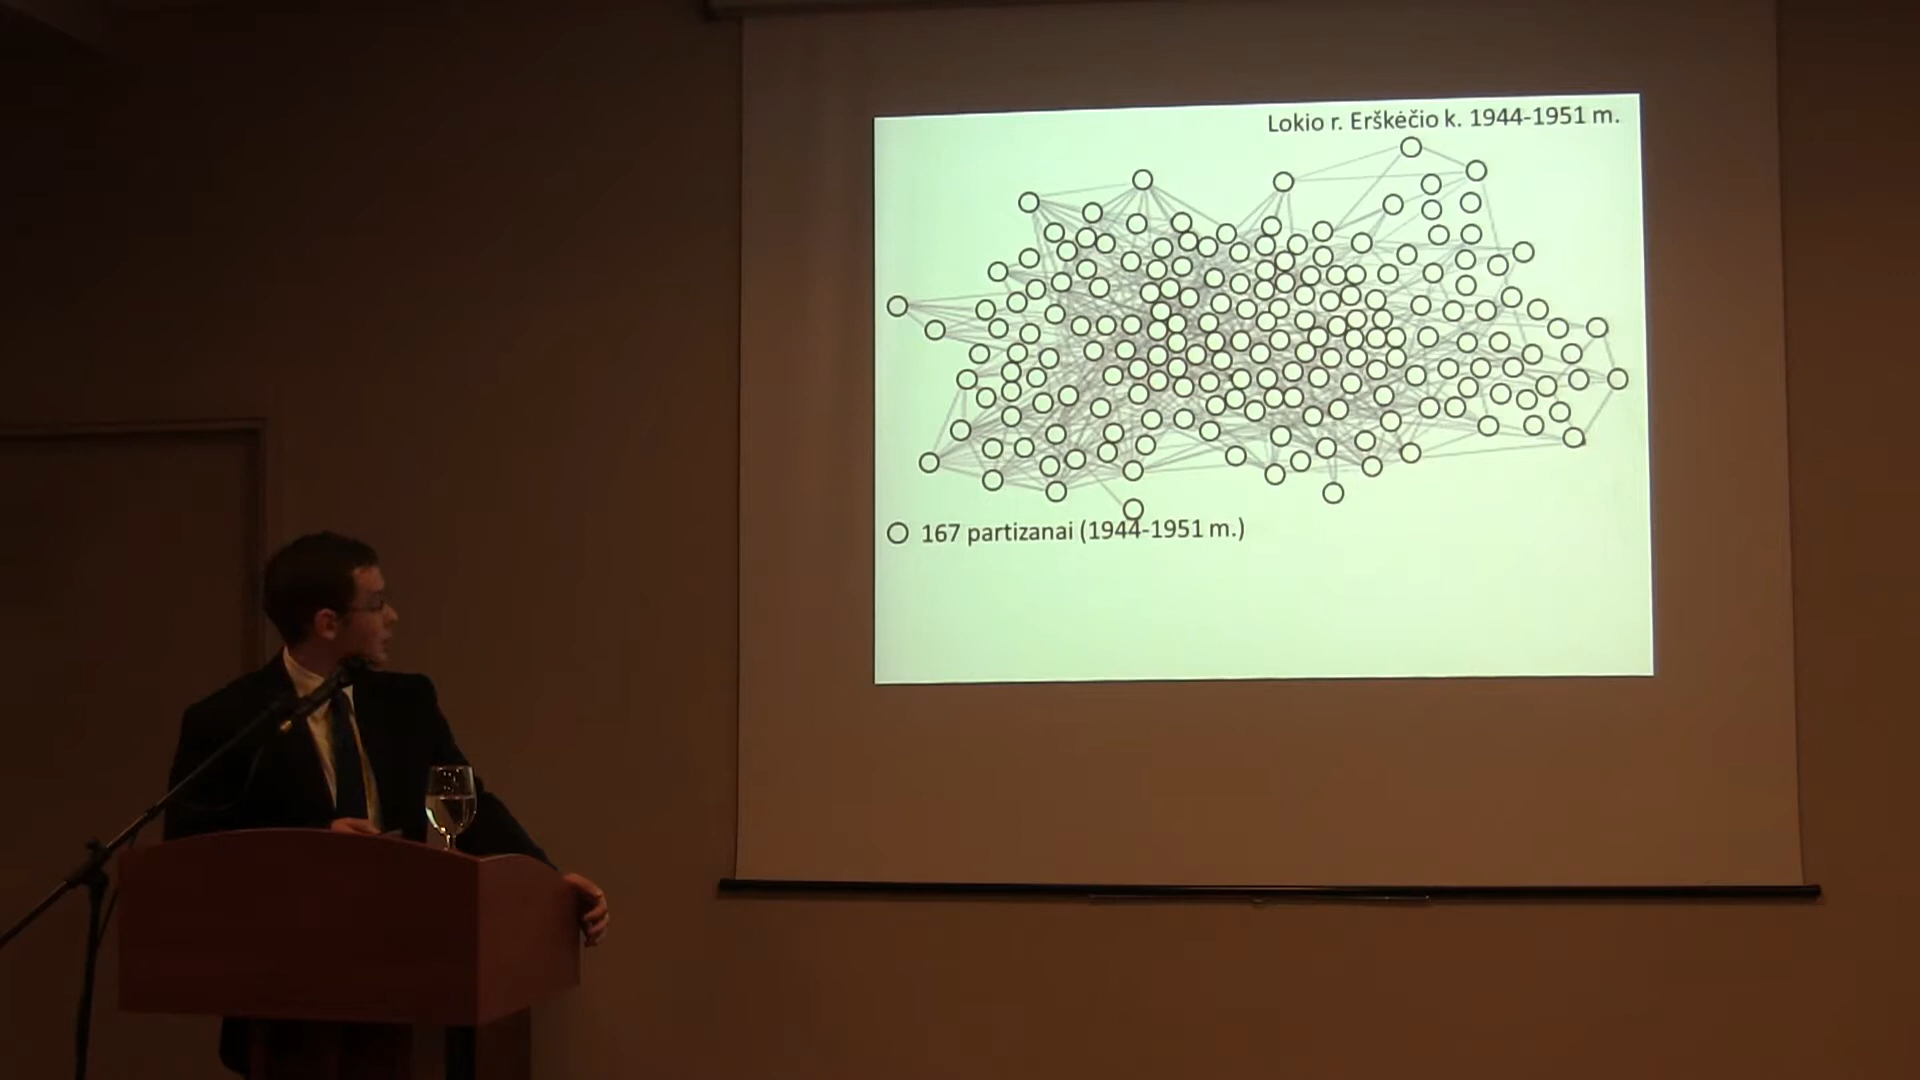 Lokio r. Erškėčio k. 1944-1951 m.
167 partizanai (1944-1951 m.)